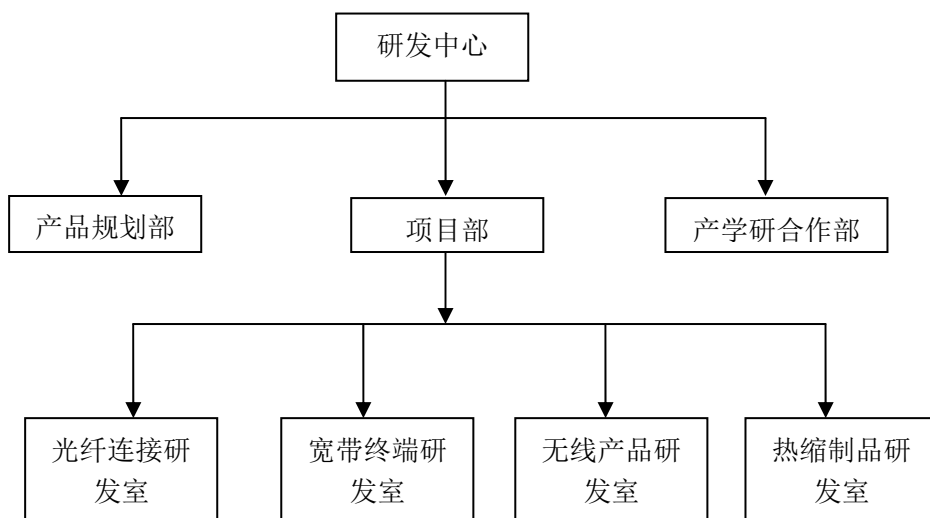 研发中心
产品规划部
项目部
产学研合作部
光纤连接研
发室
宽带终端研
发室
无线产品研
发室
热缩制品研
发室